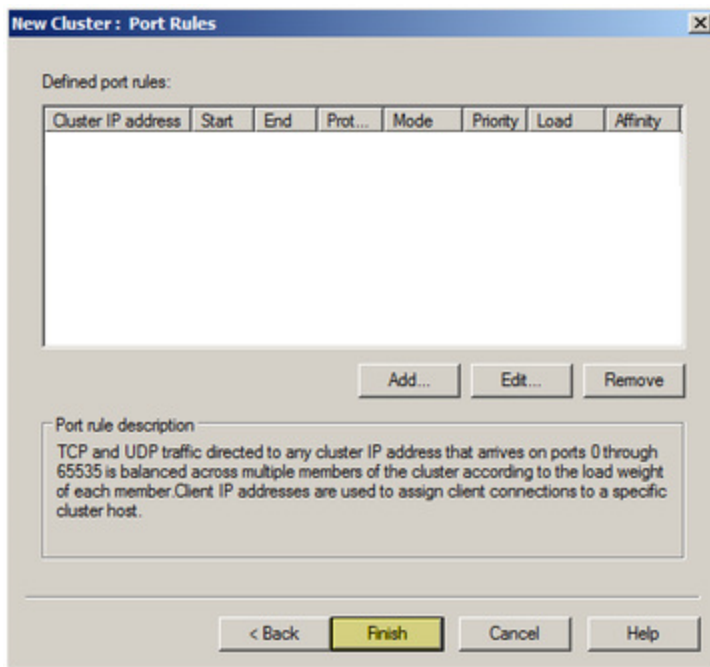 New Cluster : Port Rules
Defined port rules:
Cluster IP address Start End Prot... Mode Priority Load Affinity
Add... Edit... Remove
Port rule description
TCP and UDP traffic directed to any cluster IP address that arrives on ports 0 through
65535 is balanced across multiple members of the cluster according to the load weight
of each member.Client IP addresses are used to assign client connections to a specific
cluster host.
< Back Finish Cancel Help